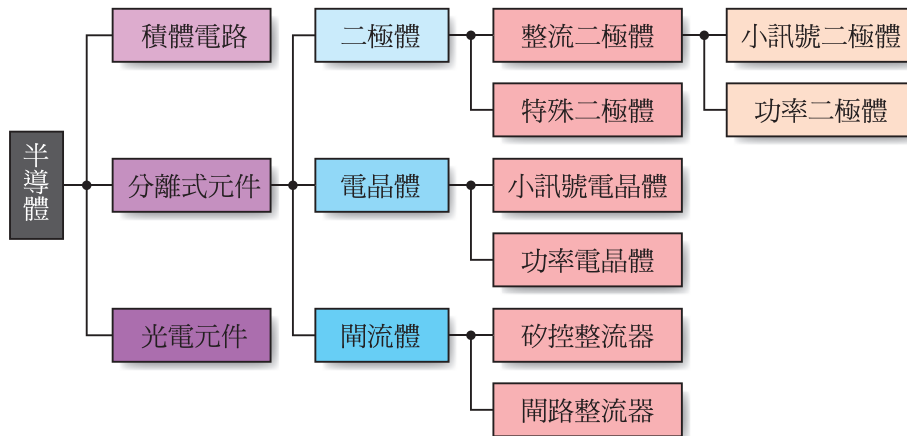 半導體
積體電路
分離式元件
光電元件
二極體
電晶體
閘流體
整流二極體
特殊二極體
小訊號電晶體
功率電晶體
矽控整流器
閘路整流器
小訊號二極體
功率二極體